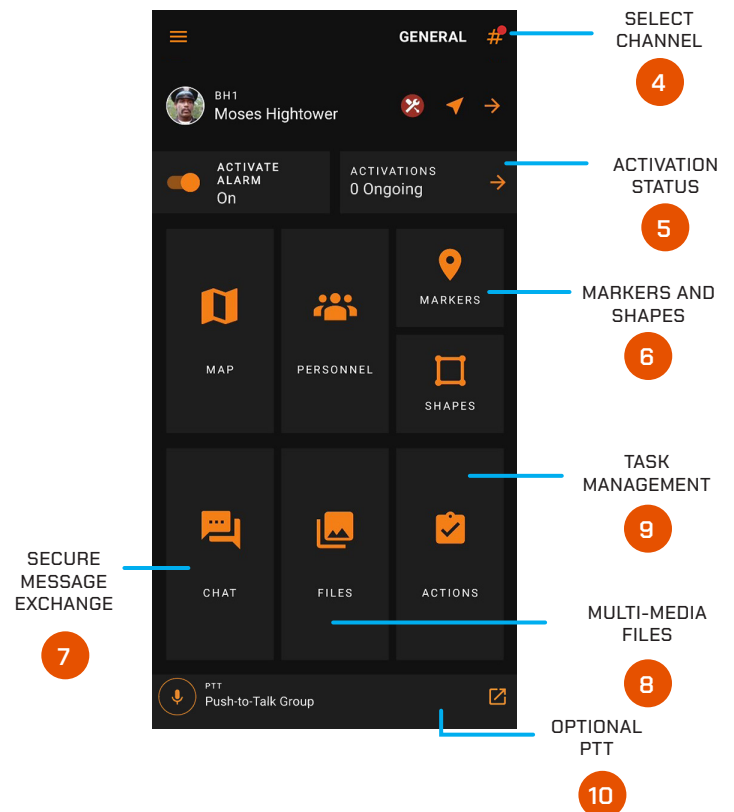 GENERAL #
SELECT
CHANNEL
4
BH1
Moses Hightower
ACTIVATE
ALARM
On
ACTIVATIONS
0 Ongoing
ACTIVATION
STATUS
5
MARKERS
MARKERS AND
SHAPES
6
MAP
PERSONNEL
SHAPES
TASK
MANAGEMENT
9
SECURE
MESSAGE
EXCHANGE
7
CHAT
FILES
ACTIONS
MULTI-MEDIA
FILES
8
PTT
Push-to-Talk Group
OPTIONAL
PTT
10